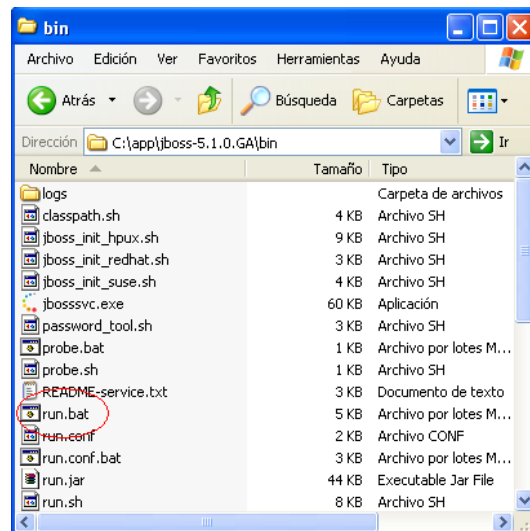 bin
Archivo Edición Ver Favoritos Herramientas Ayuda
Atrás Búsqueda Carpetas
Dirección C:\app\jboss-5.1.0.GA\bin Ir
Nombre Tamaño Tipo
logs Carpeta de archivos
classpath.sh 4 KB Archivo SH
jboss_init_hpux.sh 9 KB Archivo SH
jboss_init_redhat.sh 3 KB Archivo SH
jboss_init_suse.sh 4 KB Archivo SH
jbosssvc.exe 60 KB Aplicación
password_tool.sh 3 KB Archivo SH
probe.bat 1 KB Archivo por lotes M...
probe.sh 1 KB Archivo SH
README-service.txt 3 KB Documento de texto
run.bat 5 KB Archivo por lotes M...
run.conf 2 KB Archivo CONF
run.conf.bat 3 KB Archivo por lotes M...
run.jar 44 KB Executable Jar File
run.sh 8 KB Archivo SH